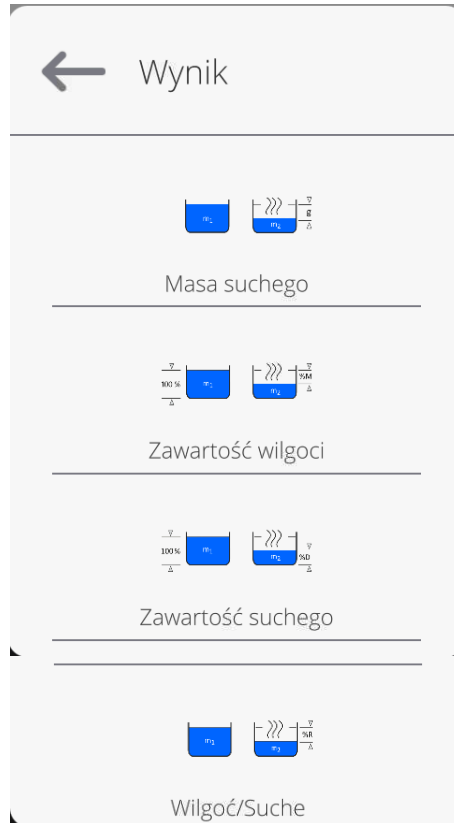 Wynik
m₁ m₂ g
Masa suchego
100 % m₁ m₂ %M
Zawartość wilgoci
100 % m₁ m₂ %D
Zawartość suchego
m₁ m₂ %R
Wilgoć/Suche